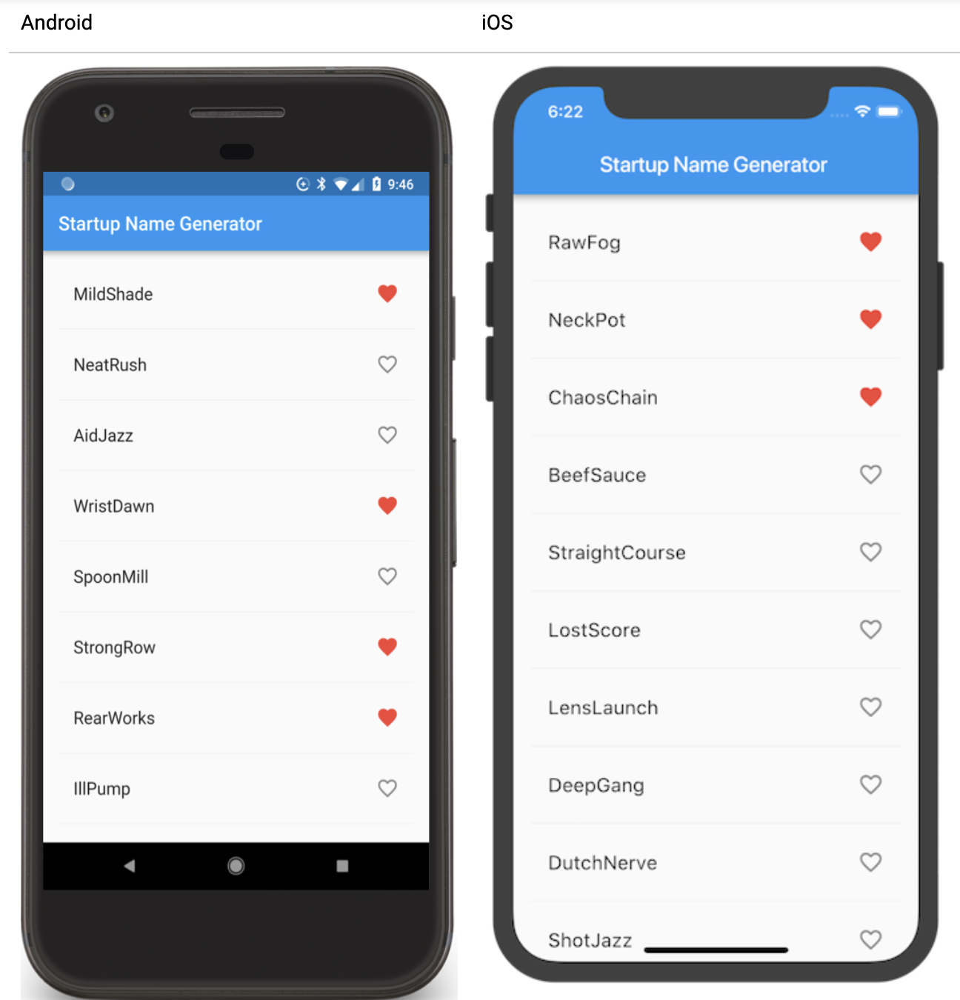 Android
iOS
9:46
Startup Name Generator
MildShade
NeatRush
AidJazz
WristDawn
SpoonMill
StrongRow
RearWorks
IllPump
6:22
Startup Name Generator
RawFog
NeckPot
ChaosChain
BeefSauce
StraightCourse
LostScore
LensLaunch
DeepGang
DutchNerve
ShotJazz